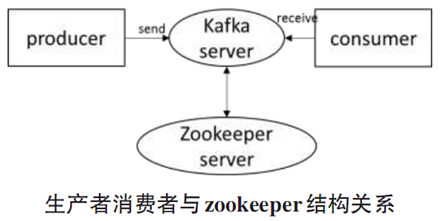 producer
send
Kafka
server
receive
consumer
Zookeeper
server
生产者消费者与zookeeper结构关系